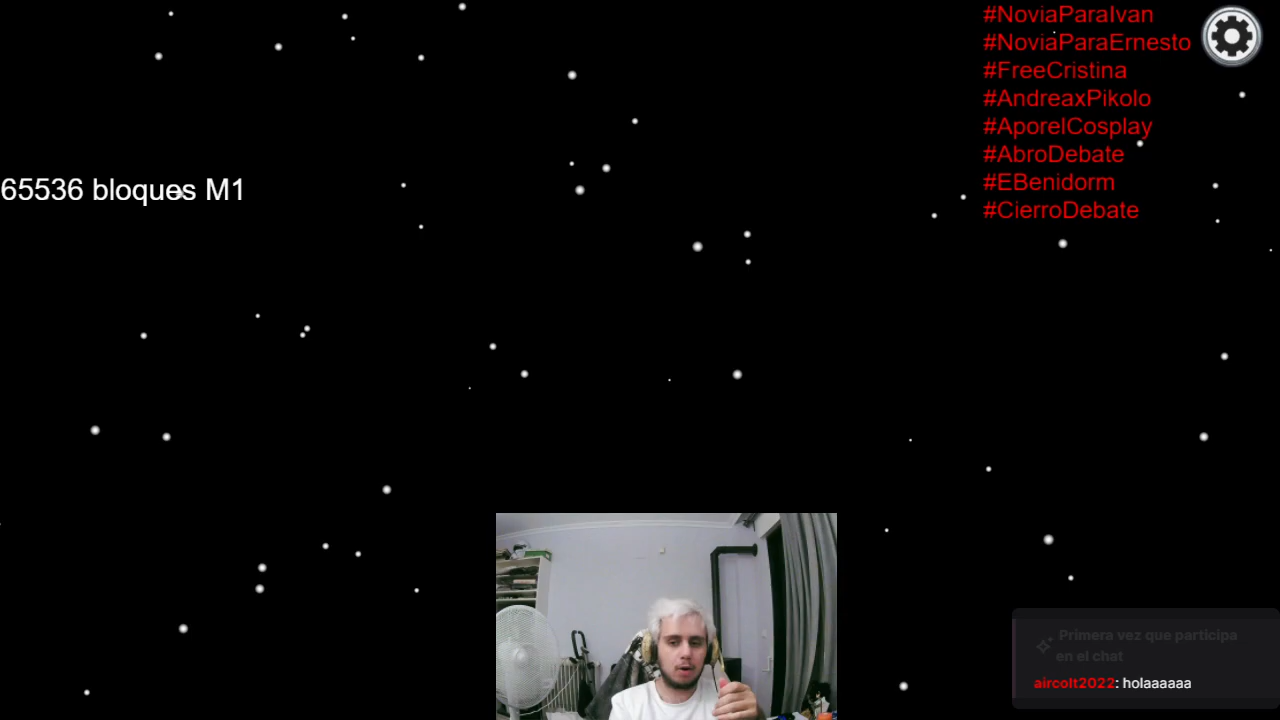 #NoviaParaIvan
#NoviaParaErnesto
#FreeCristina
#AndreaxPikolo
#AporelCosplay
#AbroDebate
#EBenidorm
#CierroDebate
65536 bloques M1
Primera vez que participa
en el chat
aircolt2022: holaaaaaa